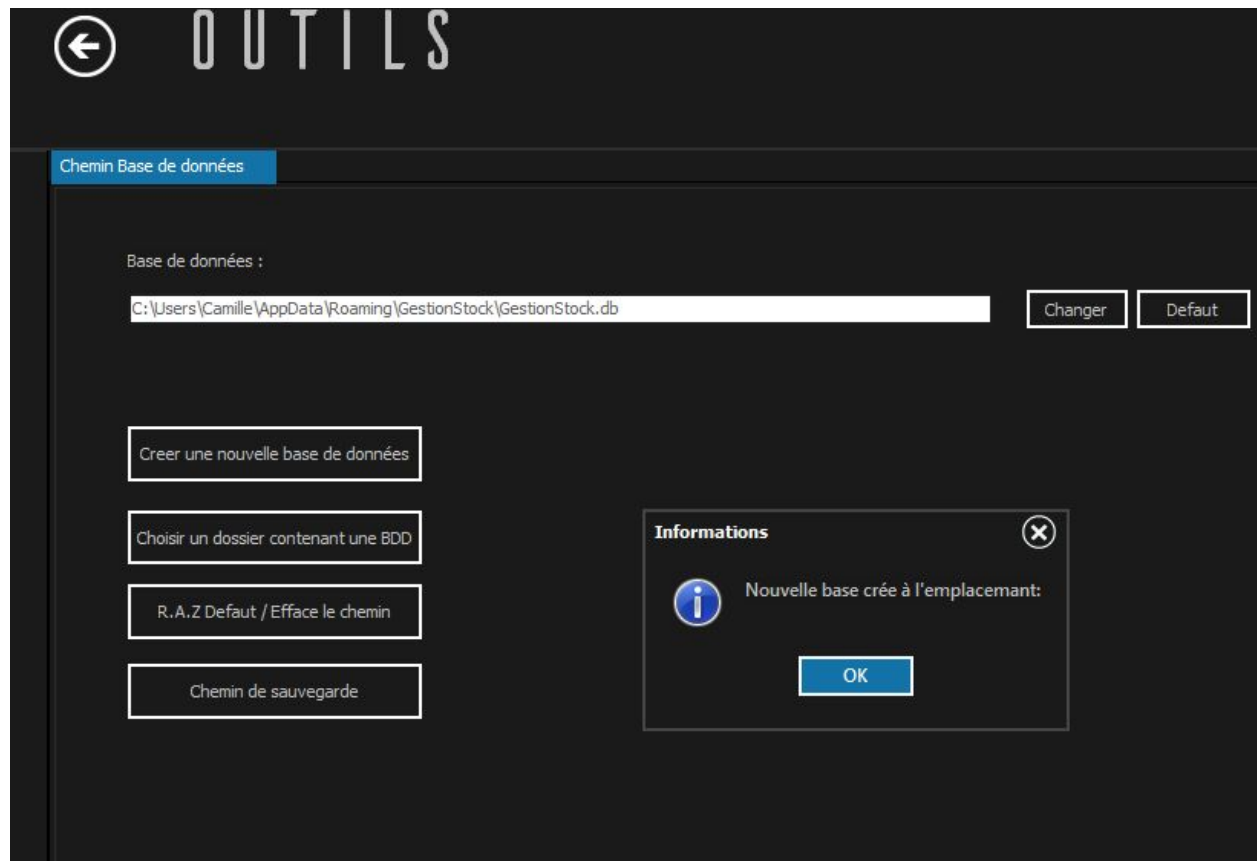 OUTILS
Chemin Base de données
Base de données :
C:\Users\Camille\AppData\Roaming\GestionStock\GestionStock.db
Changer
Defaut
Creer une nouvelle base de données
Choisir un dossier contenant une BDD
R.A.Z Defaut / Efface le chemin
Chemin de sauvegarde
Informations
Nouvelle base crée à l'emplacemant:
OK